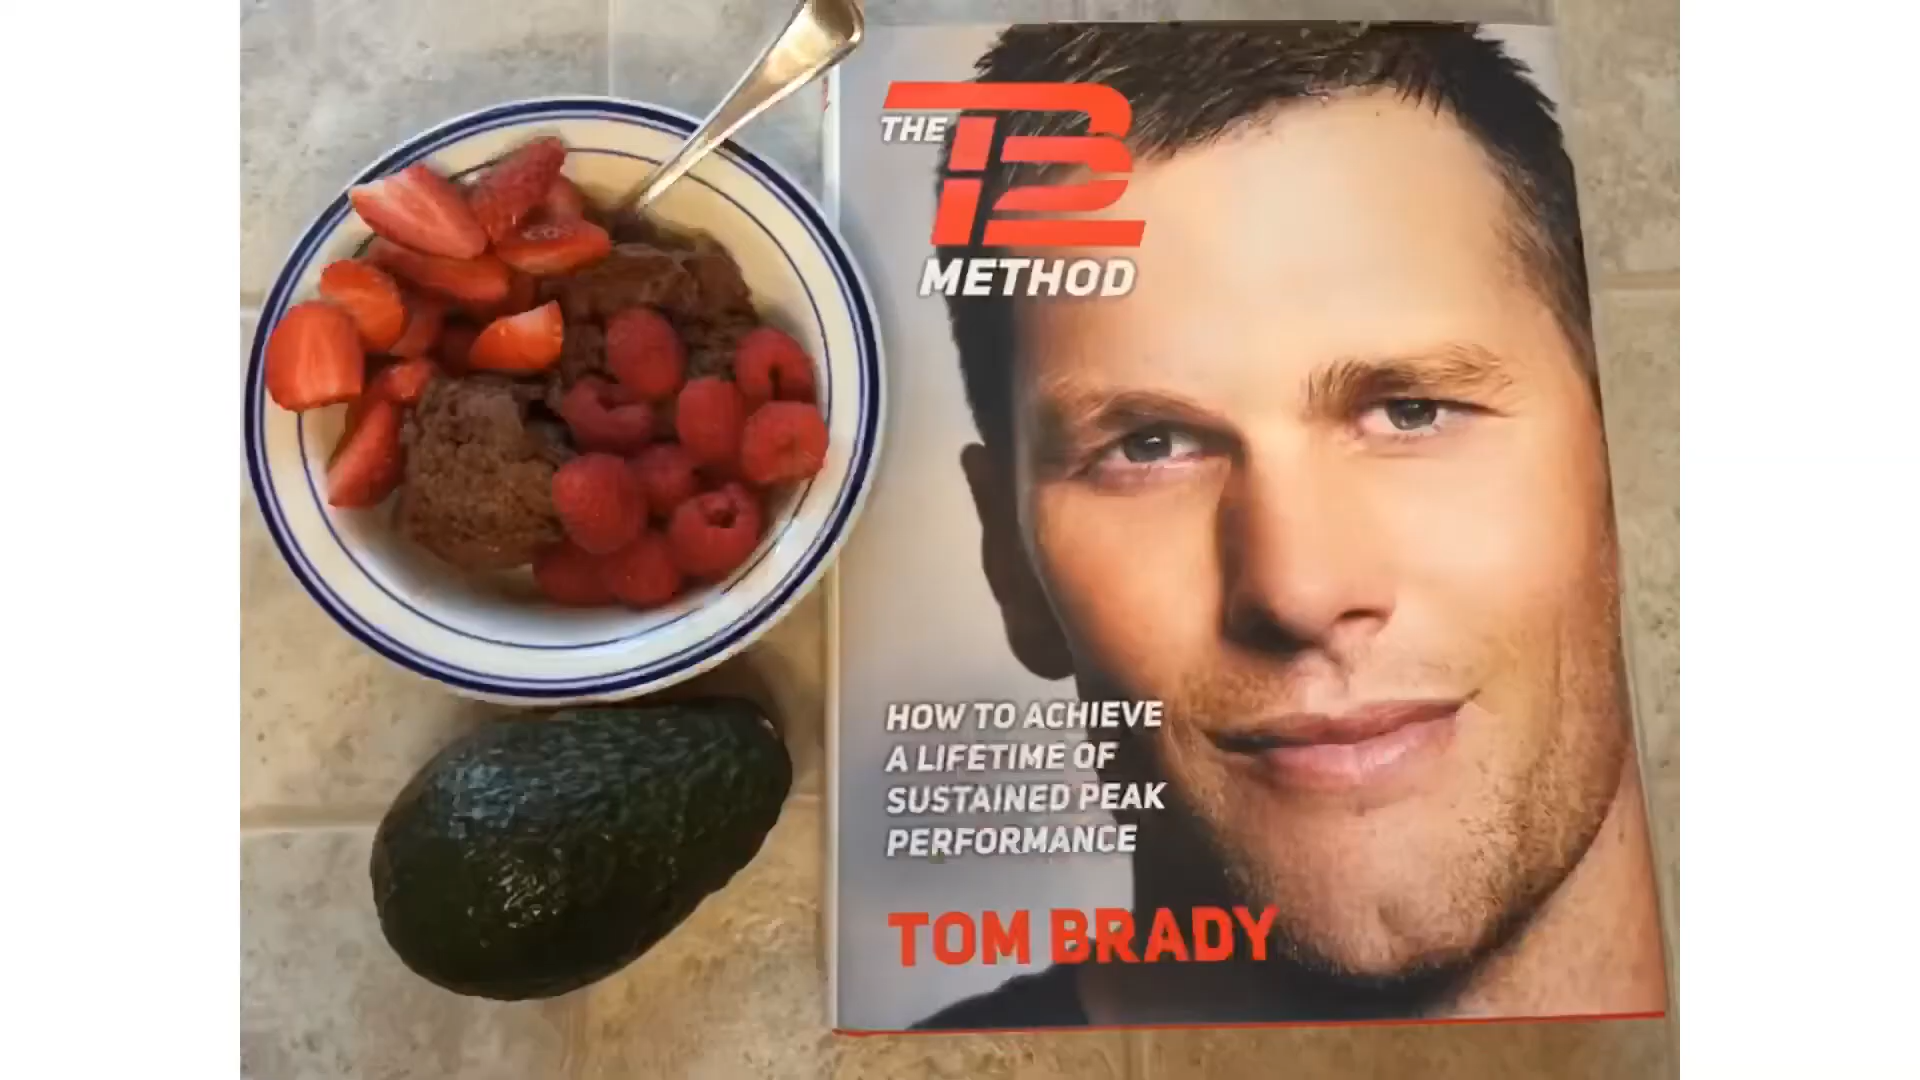 THE
TB12
METHOD
HOW TO ACHIEVE
A LIFETIME OF
SUSTAINED PEAK
PERFORMANCE
TOM BRADY